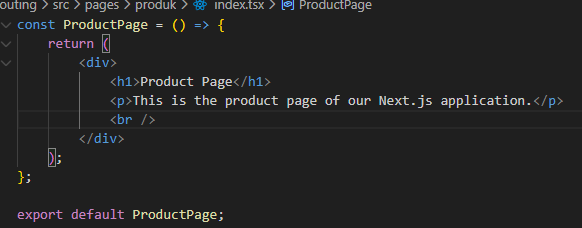 outing > src > pages > produk > index.tsx > ProductPage
const ProductPage = () => {
    return (
        <div>
            <h1>Product Page</h1>
            <p>This is the product page of our Next.js application.</p>
            <br />
        </div>
    );
};

export default ProductPage;